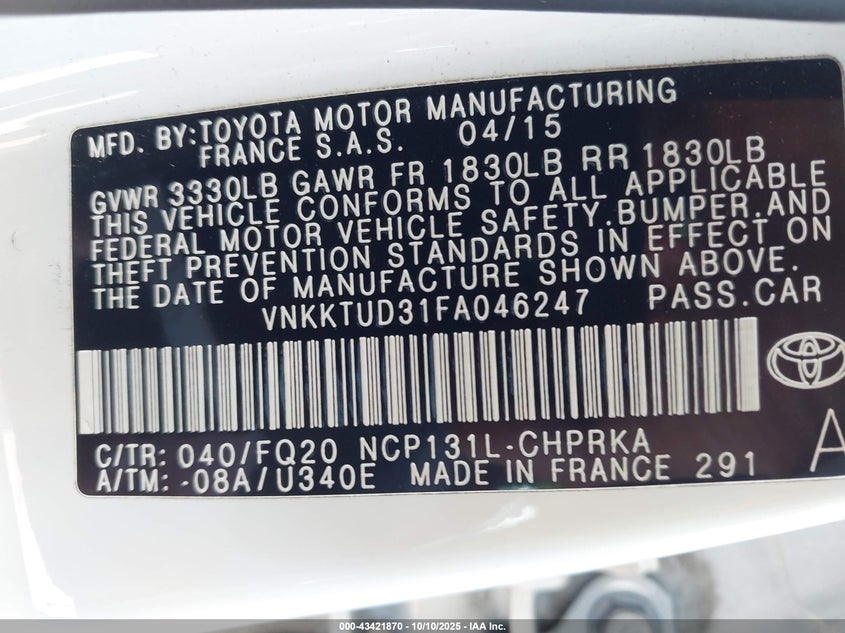 MFD. BY:TOYOTA MOTOR MANUFACTURING
FRANCE S.A.S. 04/15
GVWR 3330LB GAWR FR 1830LB RR 1830LB
THIS VEHICLE CONFORMS TO ALL APPLICABLE
FEDERAL MOTOR VEHICLE SAFETY,BUMPER,AND
THEFT PREVENTION STANDARDS IN EFFECT ON
THE DATE OF MANUFACTURE SHOWN ABOVE.
VNKKTUD31FA046247 PASS.CAR
C/TR: 040/FQ20 NCP131L-CHPRKA A
A/TM: -08A/U340E MADE IN FRANCE 291
000-43421870 | 10/10/2025 | IAA Inc.